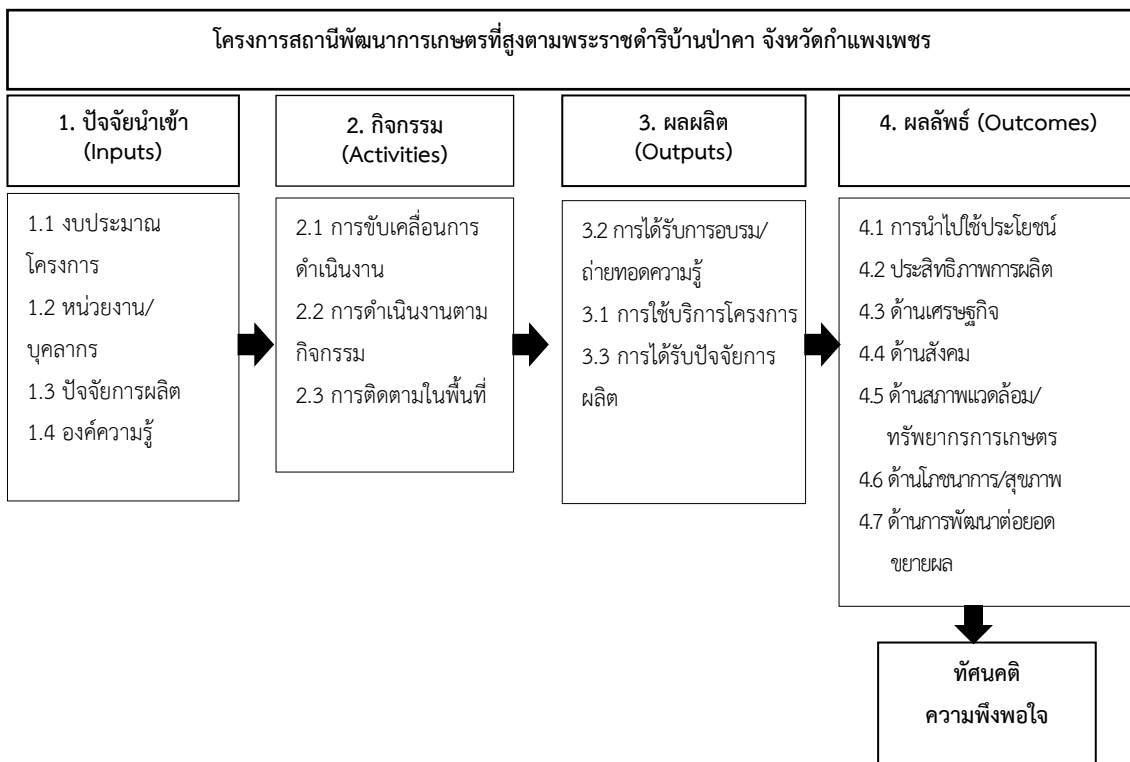 โครงการสถานีพัฒนาการเกษตรที่สูงตามพระราชดำริบ้านป่าคา จังหวัดกำแพงเพชร
1. ปัจจัยนำเข้า
(Inputs)
1.1 งบประมาณ
โครงการ
1.2 หน่วยงาน/
บุคลากร
1.3 ปัจจัยการผลิต
1.4 องค์ความรู้
2. กิจกรรม
(Activities)
2.1 การขับเคลื่อนการ
ดำเนินงาน
2.2 การดำเนินงานตาม
กิจกรรม
2.3 การติดตามในพื้นที่
3. ผลผลิต
(Outputs)
3.2 การได้รับการอบรม/
ถ่ายทอดความรู้
3.1 การใช้บริการโครงการ
3.3 การได้รับปัจจัยการ
ผลิต
4. ผลลัพธ์ (Outcomes)
4.1 การนำไปใช้ประโยชน์
4.2 ประสิทธิภาพการผลิต
4.3 ด้านเศรษฐกิจ
4.4 ด้านสังคม
4.5 ด้านสภาพแวดล้อม/
ทรัพยากรการเกษตร
4.6 ด้านโภชนาการ/สุขภาพ
4.7 ด้านการพัฒนาต่อยอด
ขยายผล
ทัศนคติ
ความพึงพอใจ